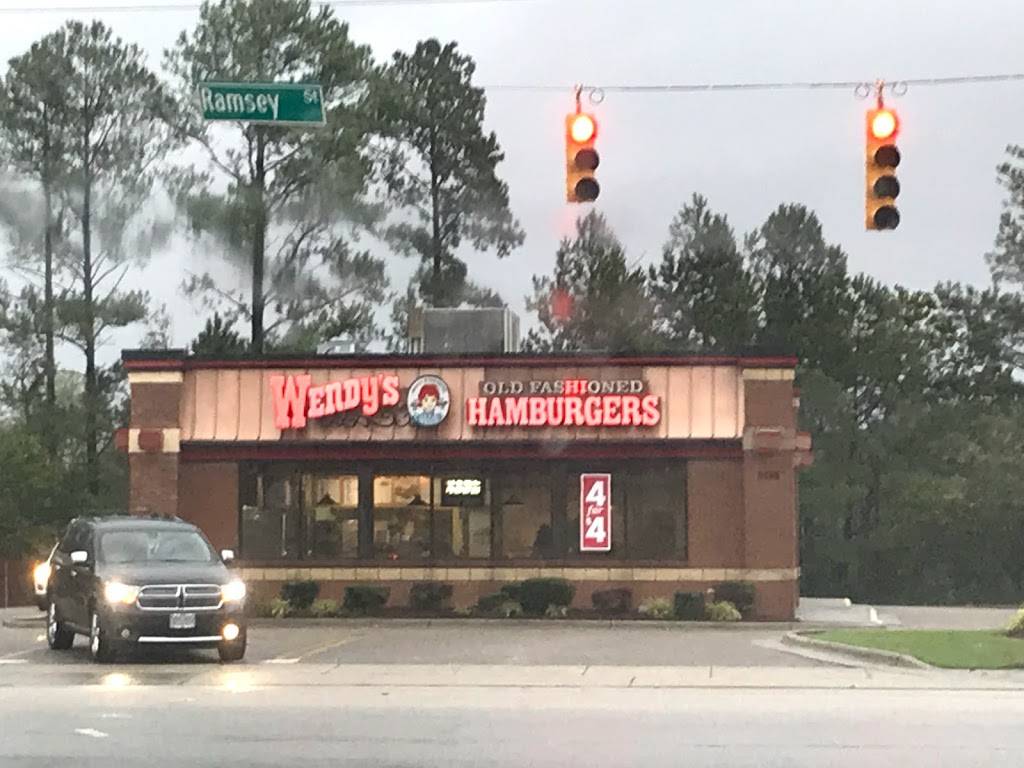 Ramsey St
WENDY'S
OLD FASHIONED
HAMBURGERS
4
for
$4